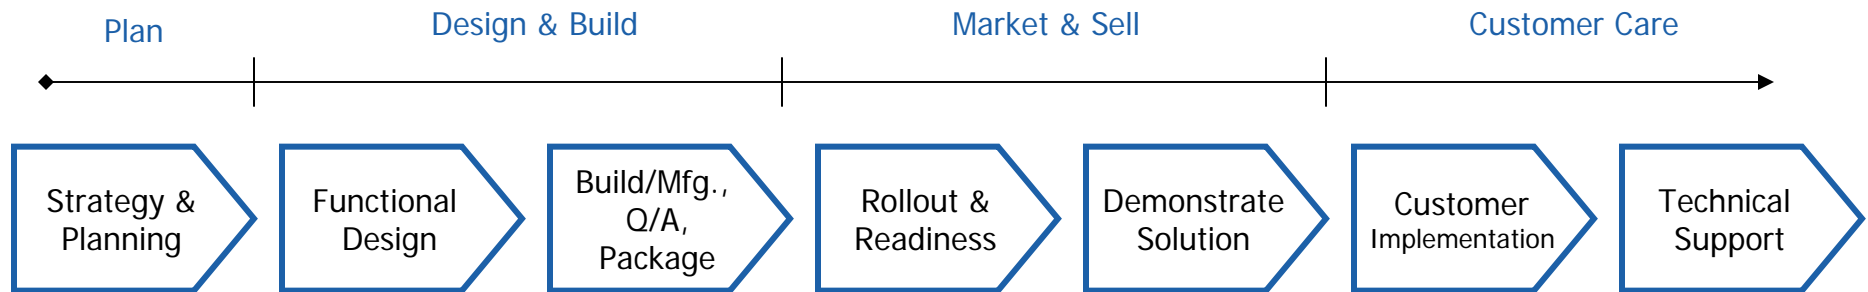 Plan
Design & Build
Market & Sell
Customer Care
Strategy &
Planning
Functional
Design
Build/Mfg.,
Q/A,
Package
Rollout &
Readiness
Demonstrate
Solution
Customer
Implementation
Technical
Support